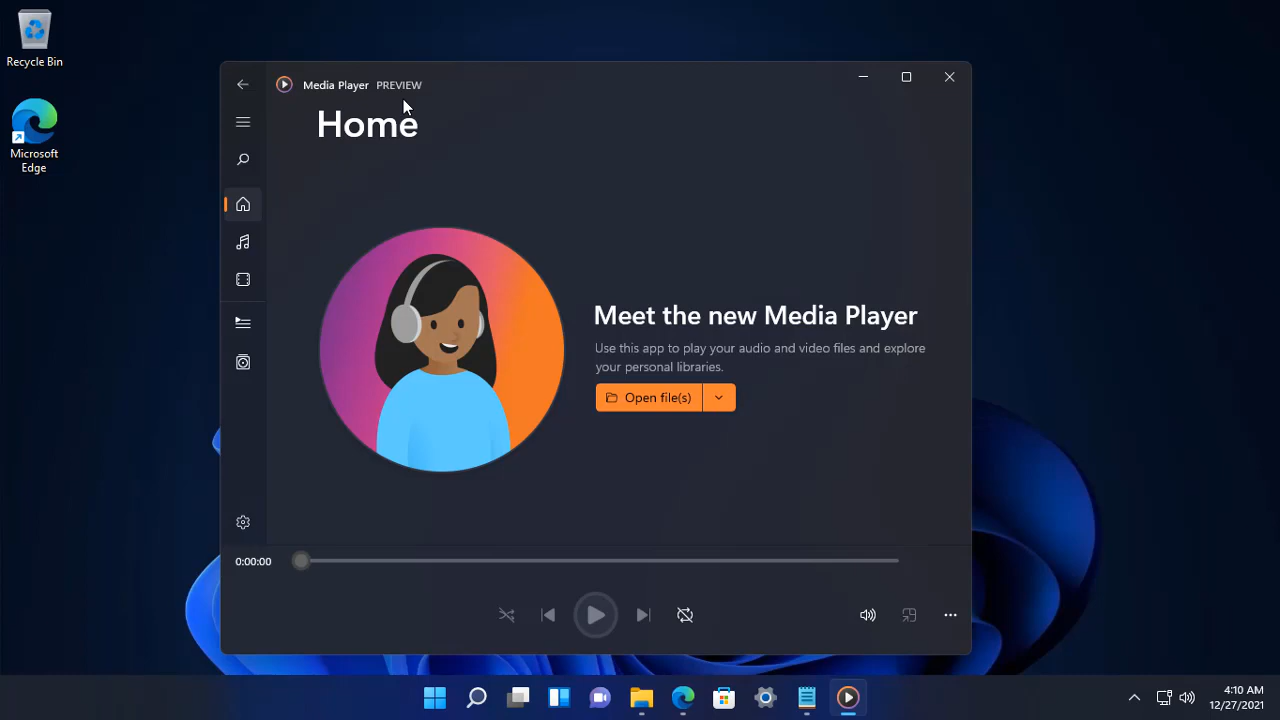 Recycle Bin
Microsoft
Edge
Media Player PREVIEW
Home
Meet the new Media Player
Use this app to play your audio and video files and explore
your personal libraries.
Open file(s)
0:00:00
4:10 AM
12/27/2021